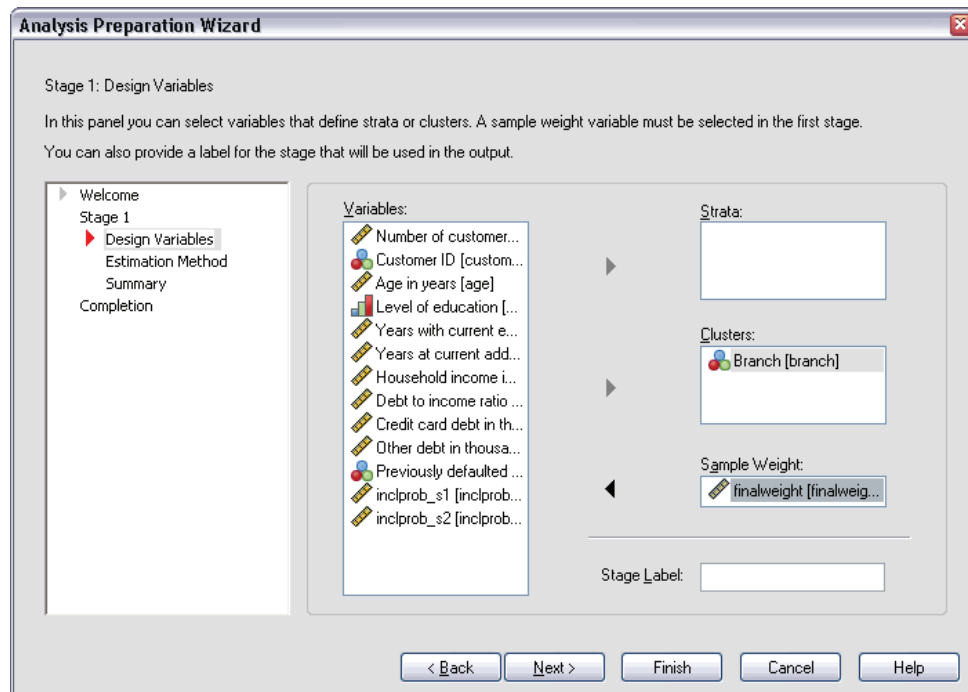 Analysis Preparation Wizard
Stage 1: Design Variables
In this panel you can select variables that define strata or clusters. A sample weight variable must be selected in the first stage.
You can also provide a label for the stage that will be used in the output.
Welcome
Stage 1
Design Variables
Estimation Method
Summary
Completion
Variables:
Number of customer...
Customer ID [custom...
Age in years [age]
Level of education [...
Years with current e...
Years at current add...
Household income i...
Debt to income ratio ...
Credit card debt in th...
Other debt in thousa...
Previously defaulted ...
inclprob_s1 [inclprob...
inclprob_s2 [inclprob...
Strata:
Clusters:
Branch [branch]
Sample Weight:
finalweight [finalweig...
Stage Label:
< Back
Next >
Finish
Cancel
Help